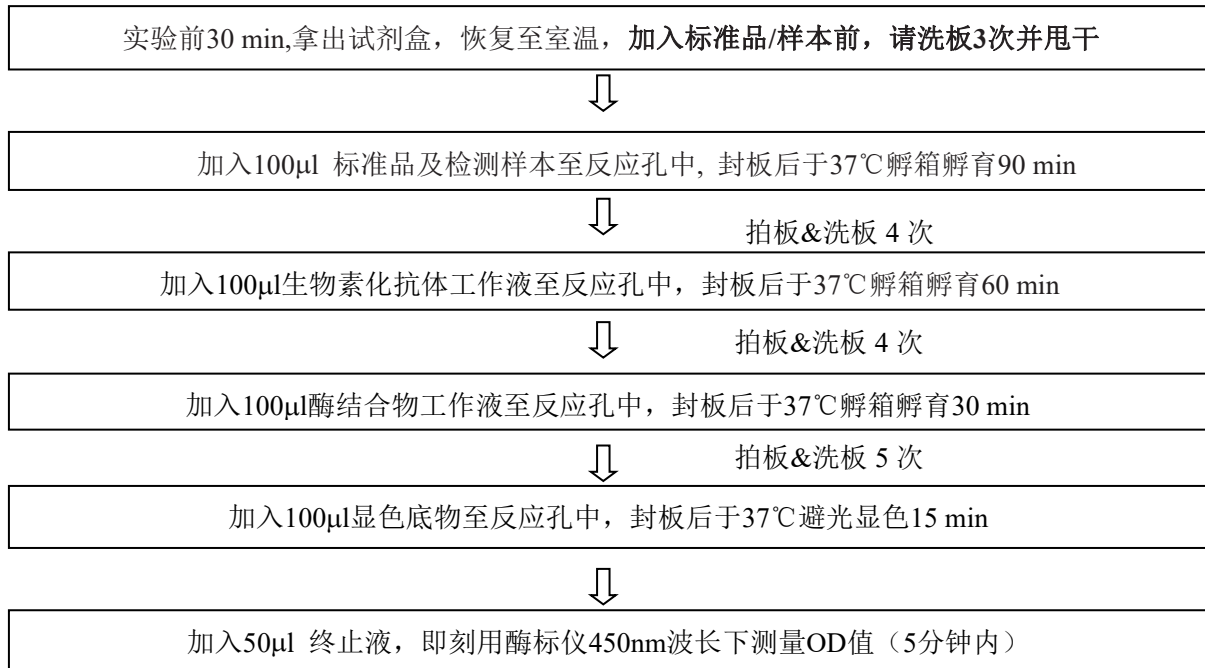 实验前30 min,拿出试剂盒，恢复至室温，加入标准品/样本前，请洗板3次并甩干
加入100μl 标准品及检测样本至反应孔中, 封板后于37℃孵箱孵育90 min
拍板&洗板 4 次
加入100μl生物素化抗体工作液至反应孔中，封板后于37℃孵箱孵育60 min
拍板&洗板 4 次
加入100μl酶结合物工作液至反应孔中，封板后于37℃孵箱孵育30 min
拍板&洗板 5 次
加入100μl显色底物至反应孔中，封板后于37℃避光显色15 min
加入50μl 终止液，即刻用酶标仪450nm波长下测量OD值（5分钟内）